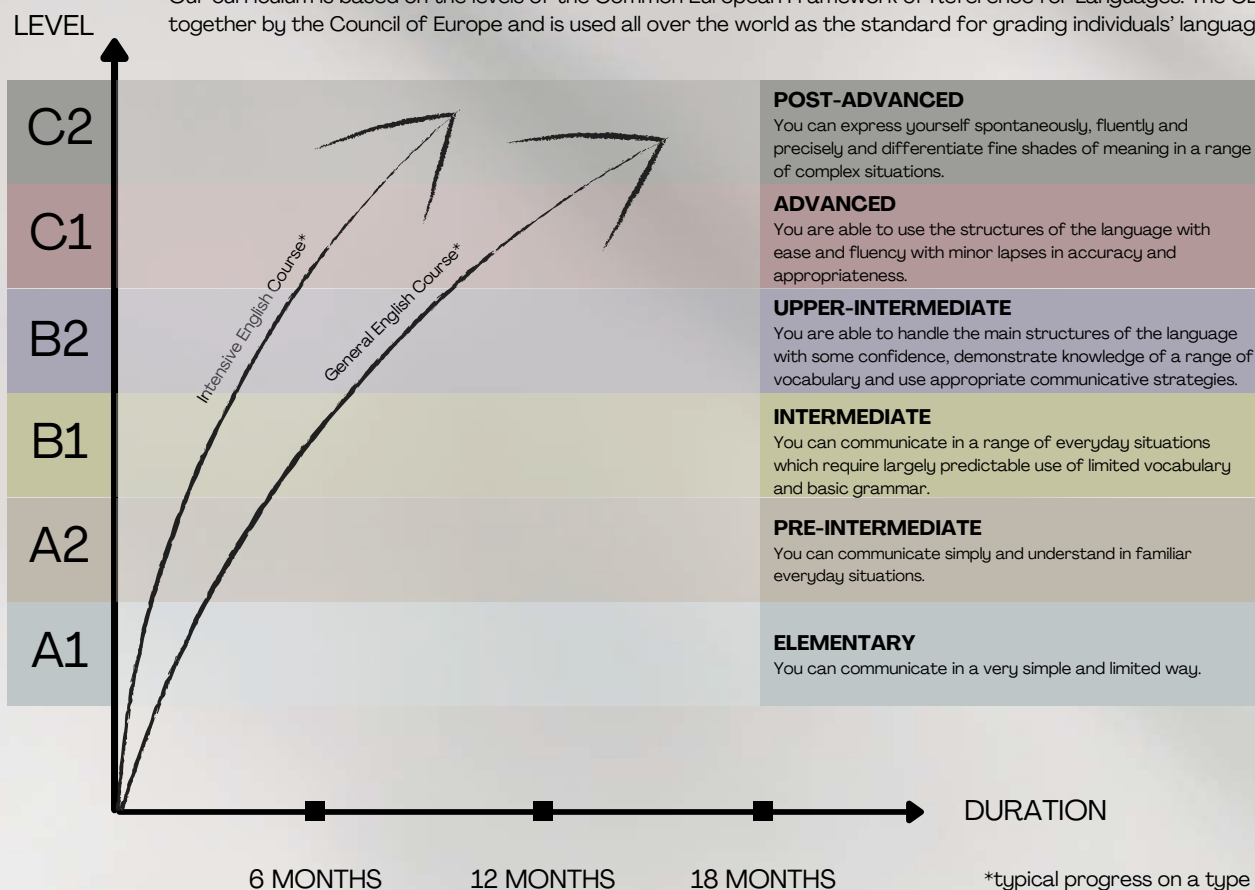 LEVEL
together by the Council of Europe and is used all over the world as the standard for grading individuals’
C2
POST-ADVANCED
You can express yourself spontaneously, fluently and
precisely and differentiate fine shades of meaning in a range
of complex situations.
C1
ADVANCED
You are able to use the structures of the language with
ease and fluency with minor lapses in accuracy and
appropriateness.
B2
UPPER-INTERMEDIATE
You are able to handle the main structures of the language
with some confidence, demonstrate knowledge of a range of
vocabulary and use appropriate communicative strategies.
B1
INTERMEDIATE
You can communicate in a range of everyday situations
which require largely predictable use of limited vocabulary
and basic grammar.
A2
PRE-INTERMEDIATE
You can communicate simply and understand in familiar
everyday situations.
A1
ELEMENTARY
You can communicate in a very simple and limited way.
Intensive English Course*
General English Course*
DURATION
6 MONTHS
12 MONTHS
18 MONTHS
*typical progress on a type